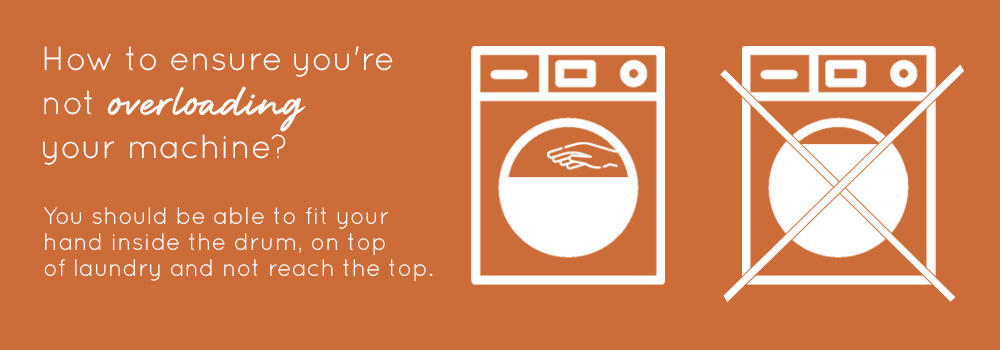 How to ensure you're
not overloading
your machine?
You should be able to fit your
hand inside the drum, on top
of laundry and not reach the top.